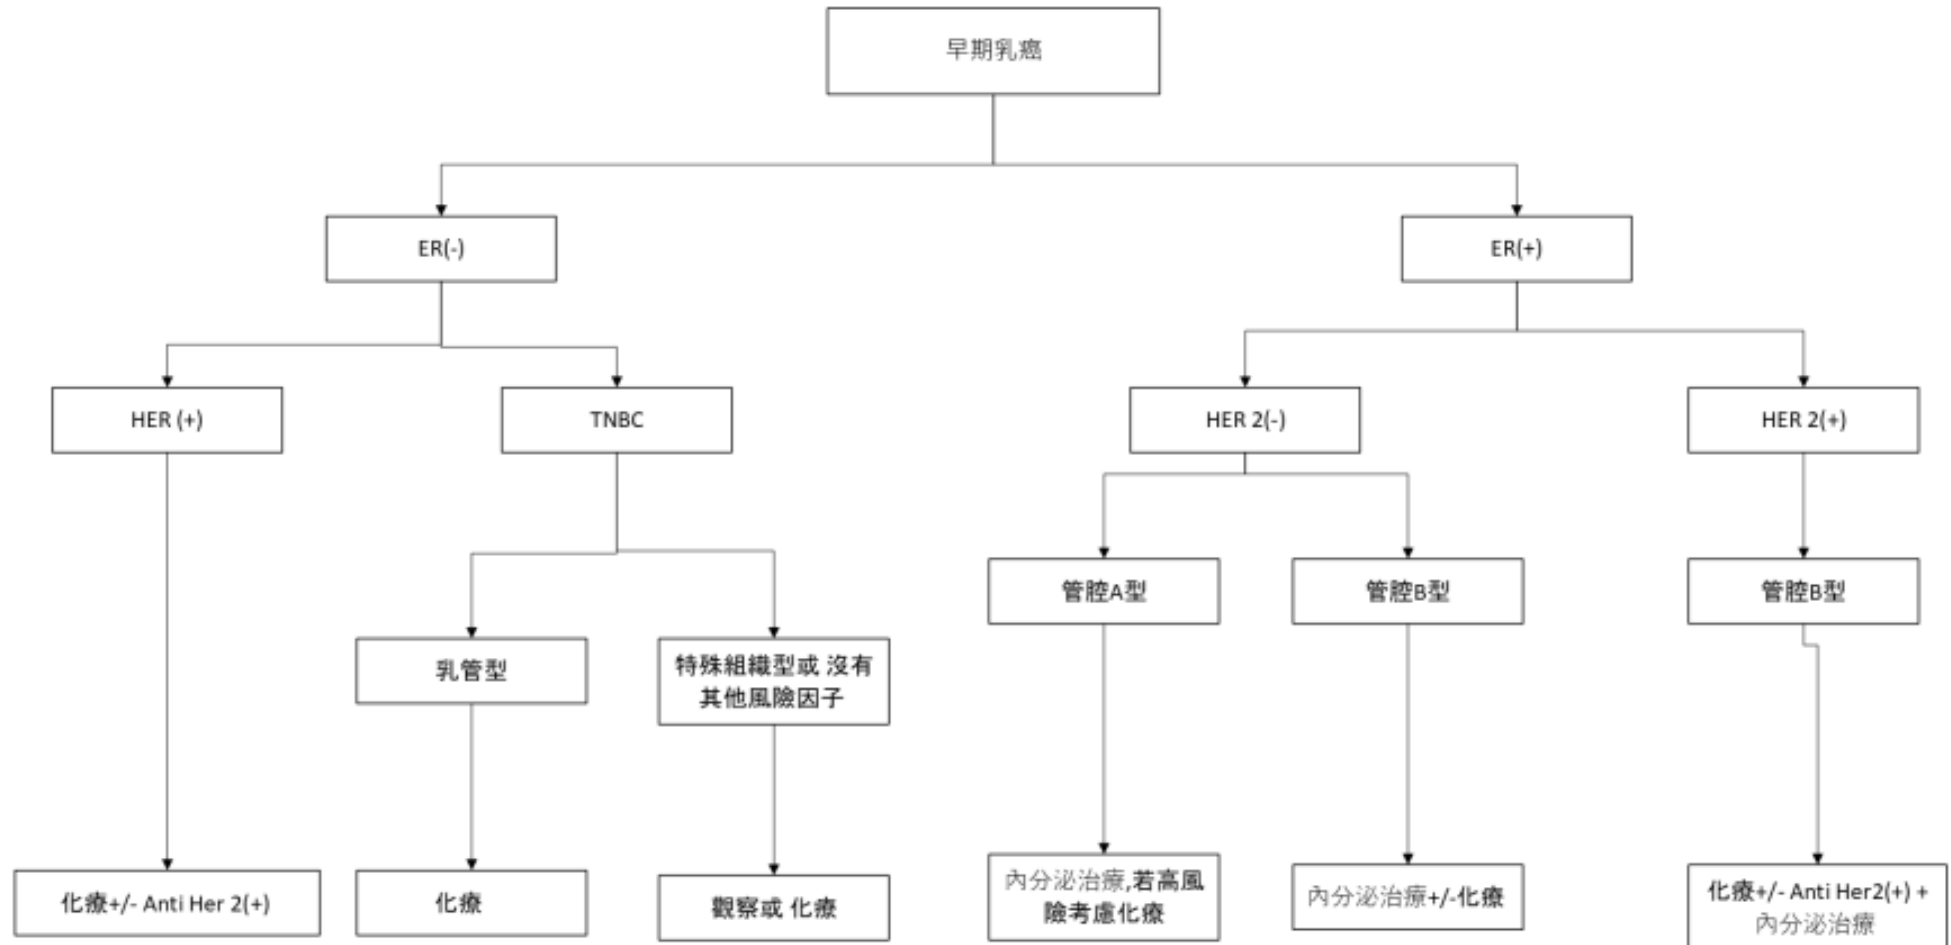 早期乳癌
ER(-)
ER(+)
HER (+)
TNBC
HER 2(-)
HER 2(+)
管腔A型
管腔B型
管腔B型
乳管型
特殊組織型或 沒有
其他風險因子
化療+/- Anti Her 2(+)
化療
觀察或 化療
內分泌治療,若高風
險考慮化療
內分泌治療+/-化療
化療+/- Anti Her2(+) +
內分泌治療